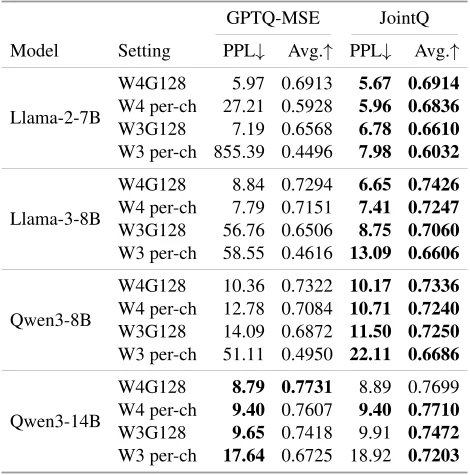 GPTQ-MSE JointQ
Model Setting PPL↓ Avg.↑ PPL↓ Avg.↑
Llama-2-7B
W4G128 5.97 0.6913 5.67 0.6914
W4 per-ch 27.21 0.5928 5.96 0.6836
W3G128 7.19 0.6568 6.78 0.6610
W3 per-ch 855.39 0.4496 7.98 0.6032
Llama-3-8B
W4G128 8.84 0.7294 6.65 0.7426
W4 per-ch 7.79 0.7151 7.41 0.7247
W3G128 56.76 0.6506 8.75 0.7060
W3 per-ch 58.55 0.4616 13.09 0.6606
Qwen3-8B
W4G128 10.36 0.7322 10.17 0.7336
W4 per-ch 12.78 0.7084 10.71 0.7240
W3G128 14.09 0.6872 11.50 0.7250
W3 per-ch 51.11 0.4950 22.11 0.6686
Qwen3-14B
W4G128 8.79 0.7731 8.89 0.7699
W4 per-ch 9.40 0.7607 9.40 0.7710
W3G128 9.65 0.7418 9.91 0.7472
W3 per-ch 17.64 0.6725 18.92 0.7203